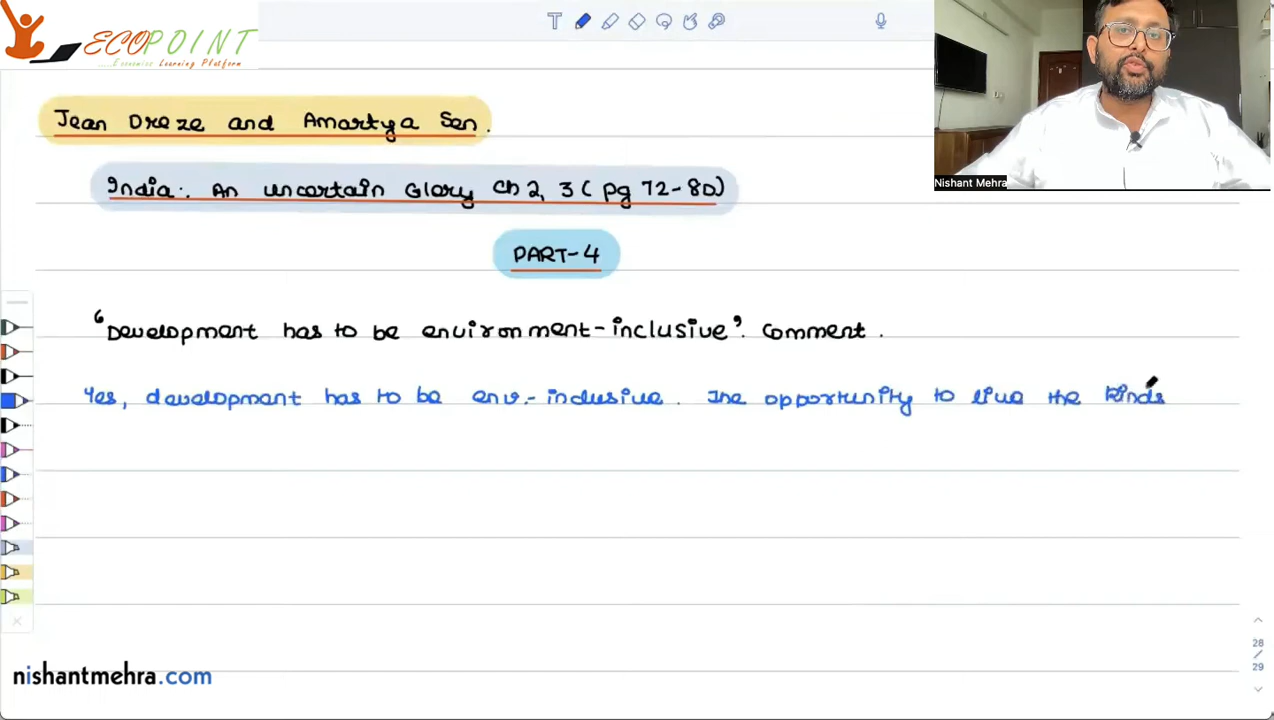 ECOPOINT
.....Economics Learning Platform
Jean Dreze and Amartya Sen.
India: An uncertain Glory Ch 2, 3 ( pg 72-80)
PART-4
"Development has to be environment-inclusive". Comment.
Yes, development has to be env.- inclusive. The opportunity to live the kinds
Nishant Mehra
28
/
29
nishantmehra.com